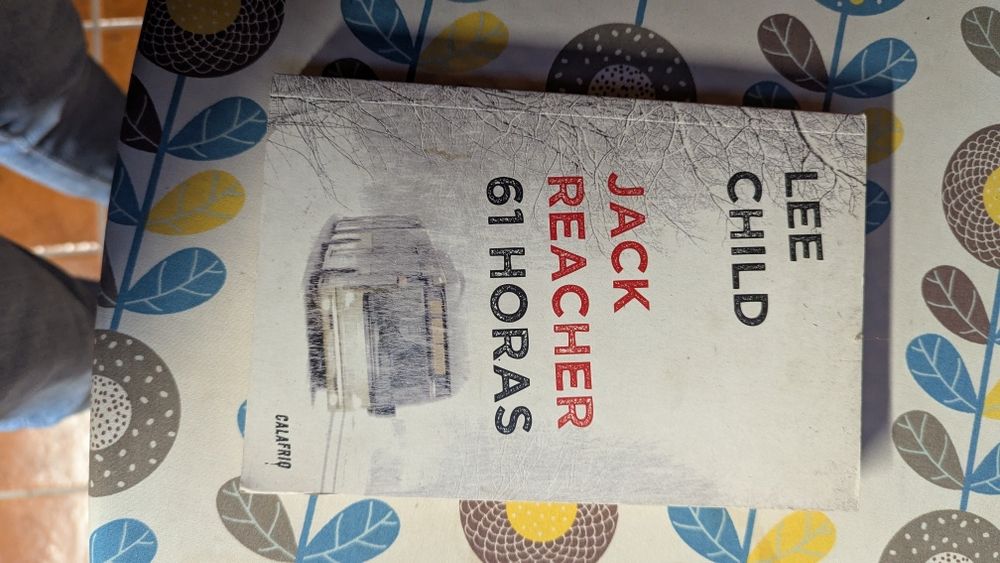 LEE
CHILD
JACK
REACHER
61 HORAS
CALAFRIO